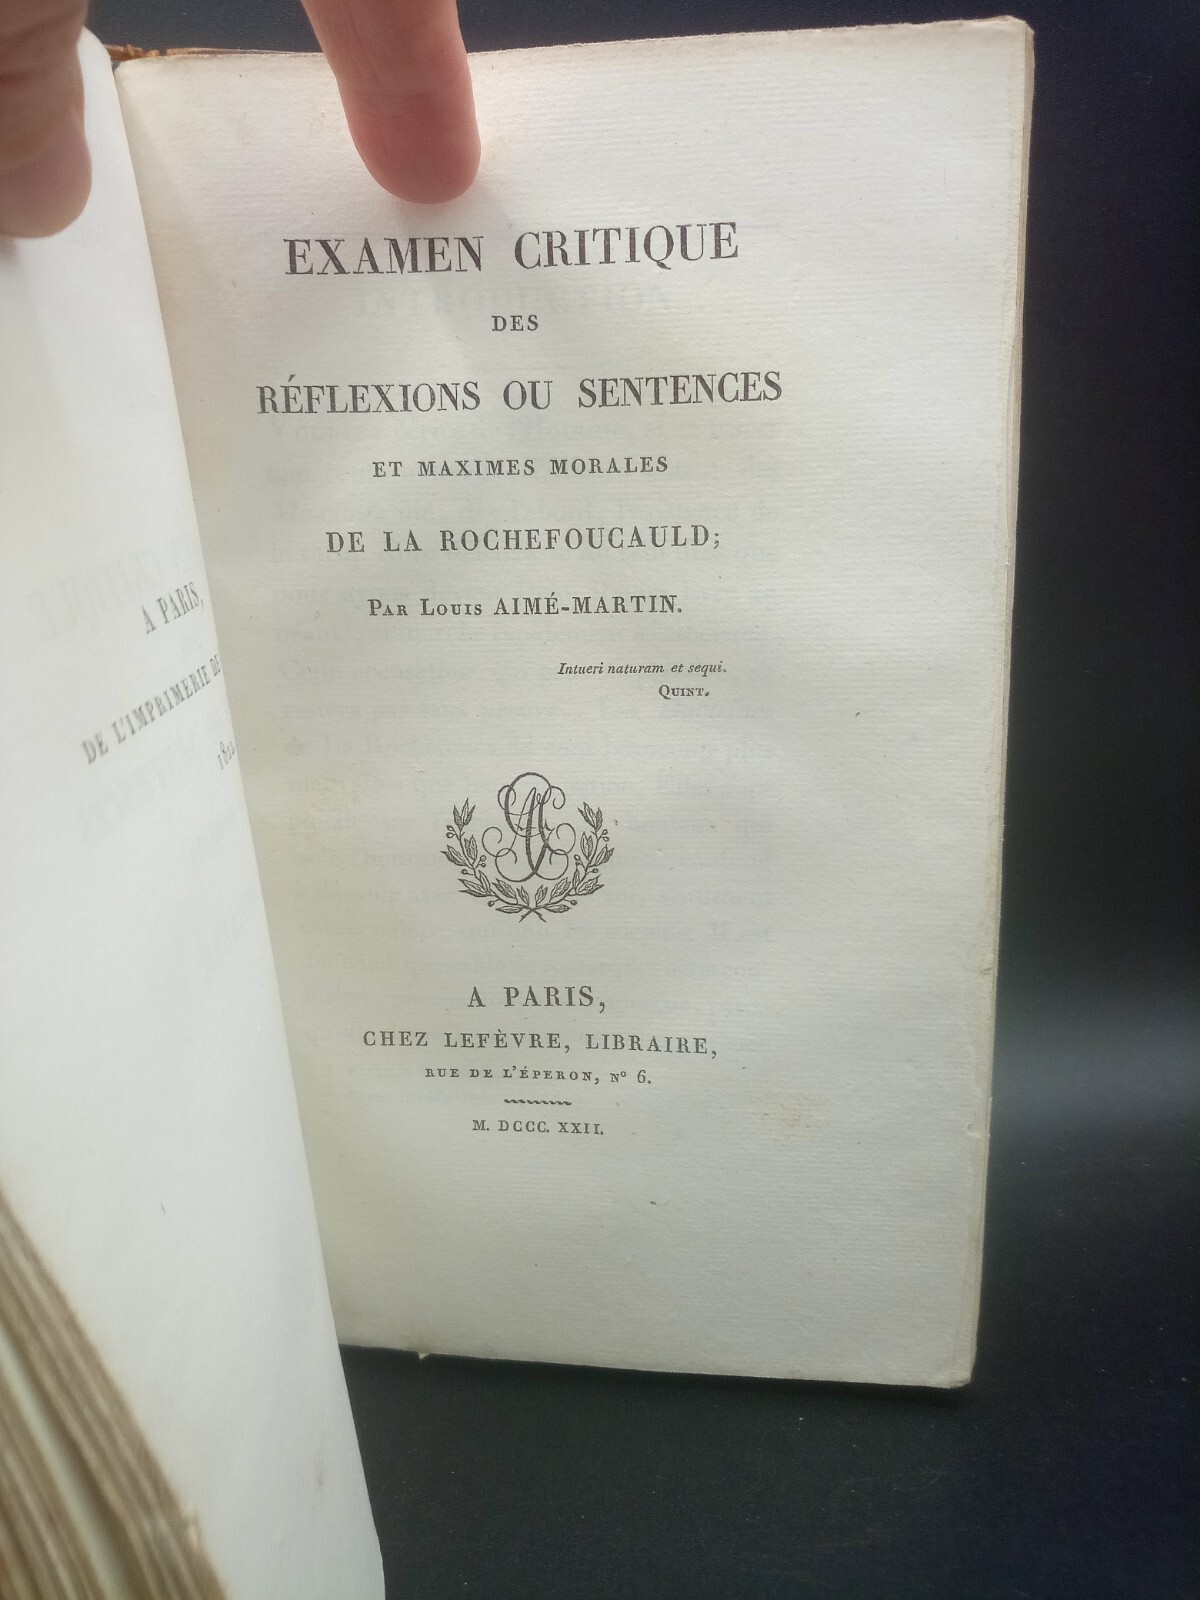 A PARIS,
DE L'IMPRIMERIE DE
EXAMEN CRITIQUE
DES
RÉFLEXIONS OU SENTENCES
ET MAXIMES MORALES
DE LA ROCHEFOUCAULD;
PAR LOUIS AIMÉ-MARTIN.
Intueri naturam et sequi.
QUINT.
A PARIS,
CHEZ LEFÈVRE, LIBRAIRE,
RUE DE L'ÉPERON, N° 6.
M. DCCC. XXII.